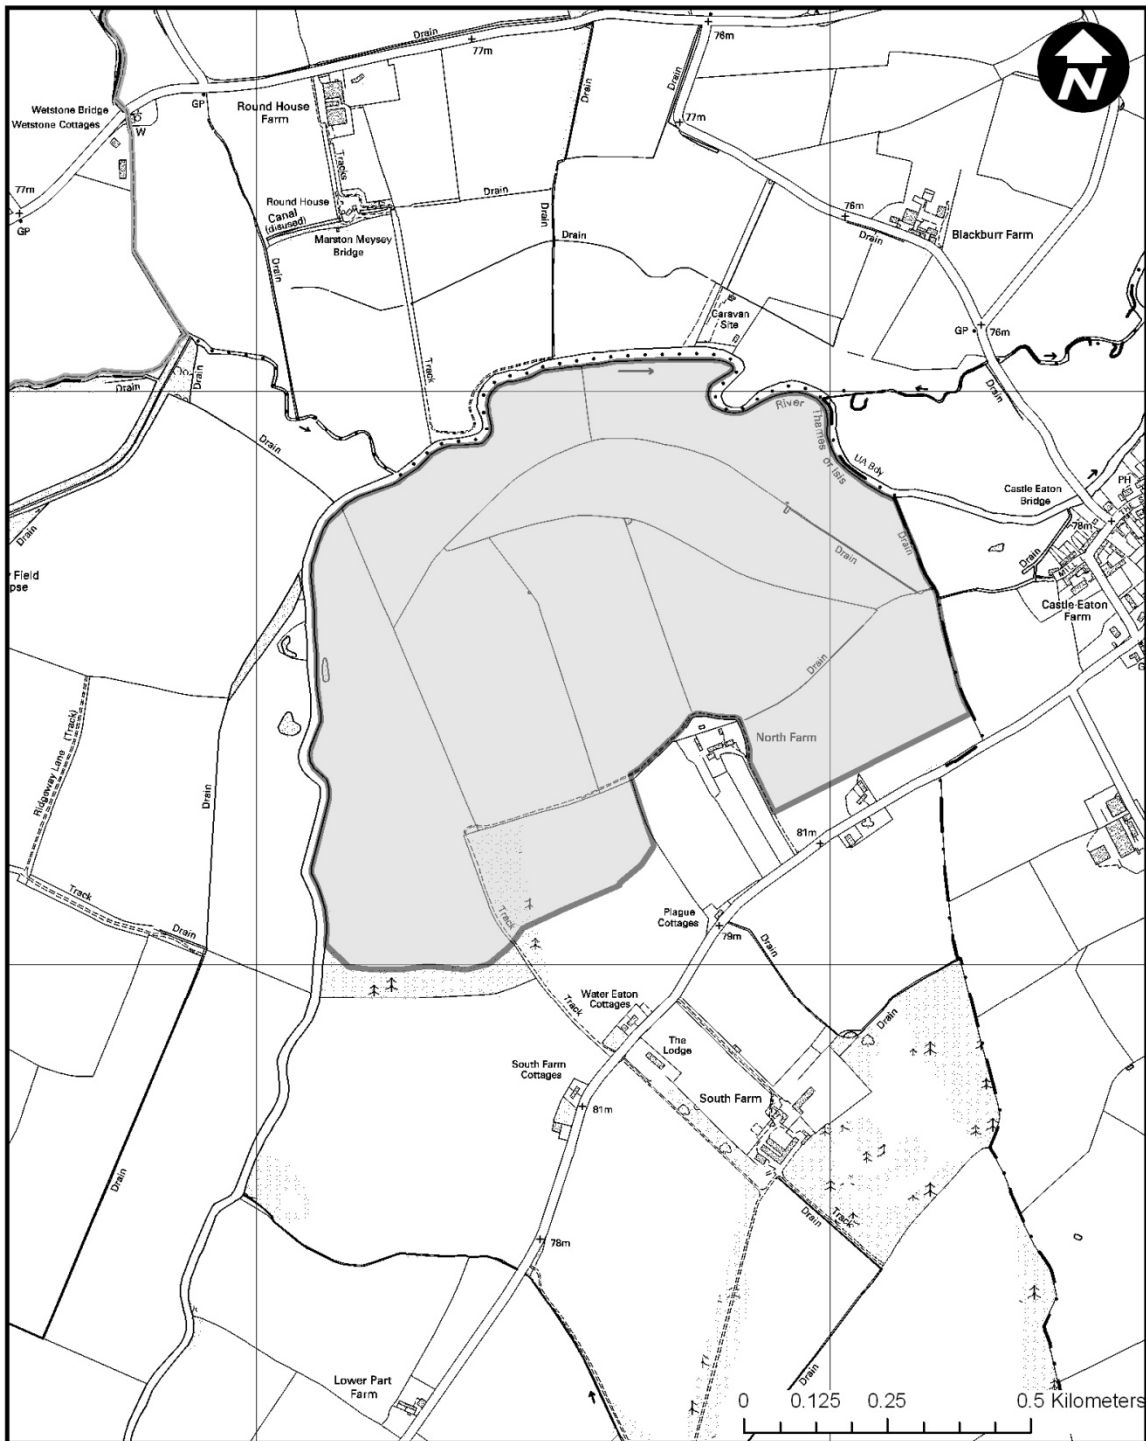 Drain
76m
77m
N
Wetstone Bridge
Wetstone Cottages
W
GP
Round House
Farm
Drain
Drain
77m
77m
GP
Tracks
Round House
Canal
(disused)
Marston Meysey
Bridge
Drain
Drain
Drain
Drain
76m
Drain
Blackburr Farm
Caravan
Site
GP
76m
Drain
Drain
Drain
Track
Drain
River Thames or Isis
UA Bdy
Castle Eaton
Bridge
PH
78m
Drain
Drain
Drain
Castle Eaton
Farm
Drain
Field
pse
Drain
Ridgeway Lane (Track)
Drain
North Farm
81m
Track
Drain
Track
Plague
Cottages
79m
Drain
Water Eaton
Cottages
Track
The
Lodge
Drain
South Farm
Cottages
81m
South Farm
Drain
Drain
Track
78m
Lower Part
Farm
Drain
0 0.125 0.25 0.5 Kilometers